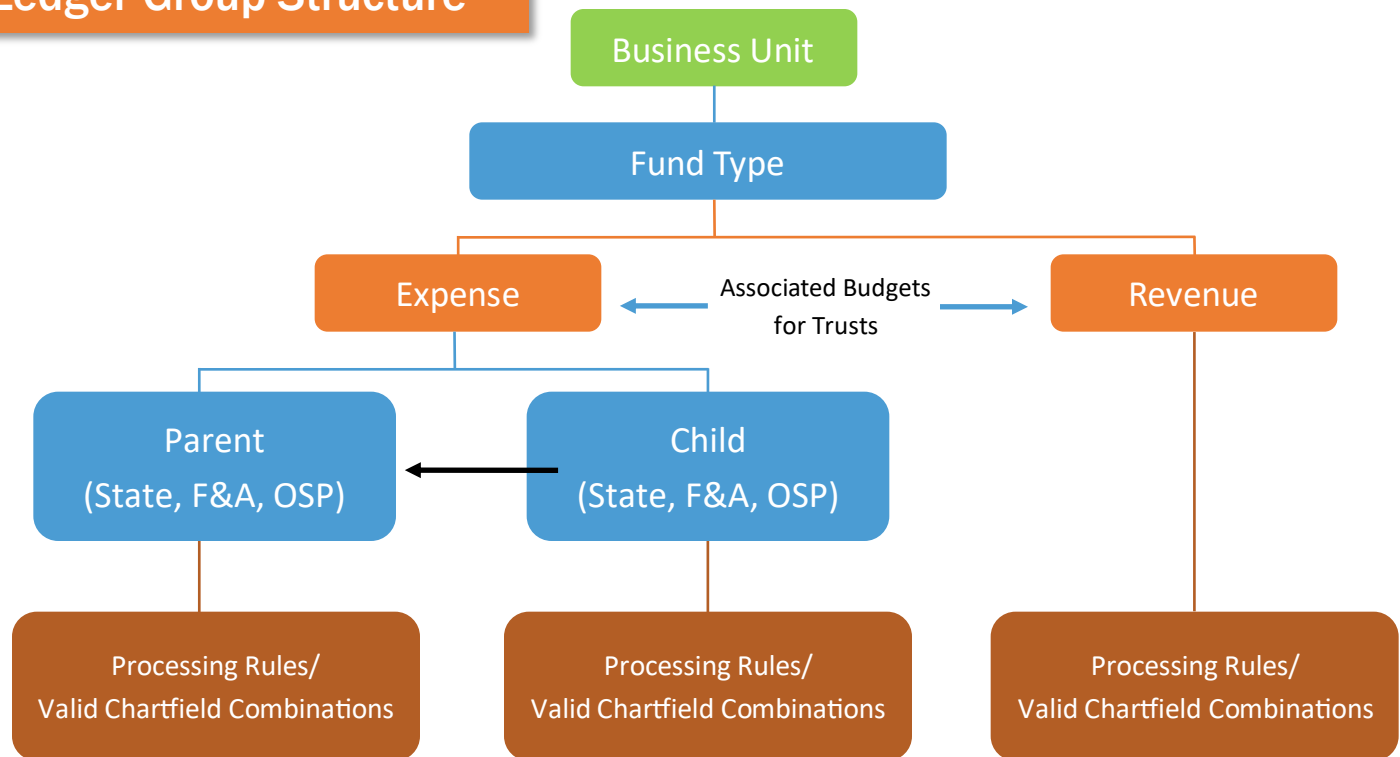 Ledger Group Structure
Business Unit
Fund Type
Expense
Associated Budgets
for Trusts
Revenue
Parent
(State, F&A, OSP)
Child
(State, F&A, OSP)
Processing Rules/
Valid Chartfield Combinations
Processing Rules/
Valid Chartfield Combinations
Processing Rules/
Valid Chartfield Combinations